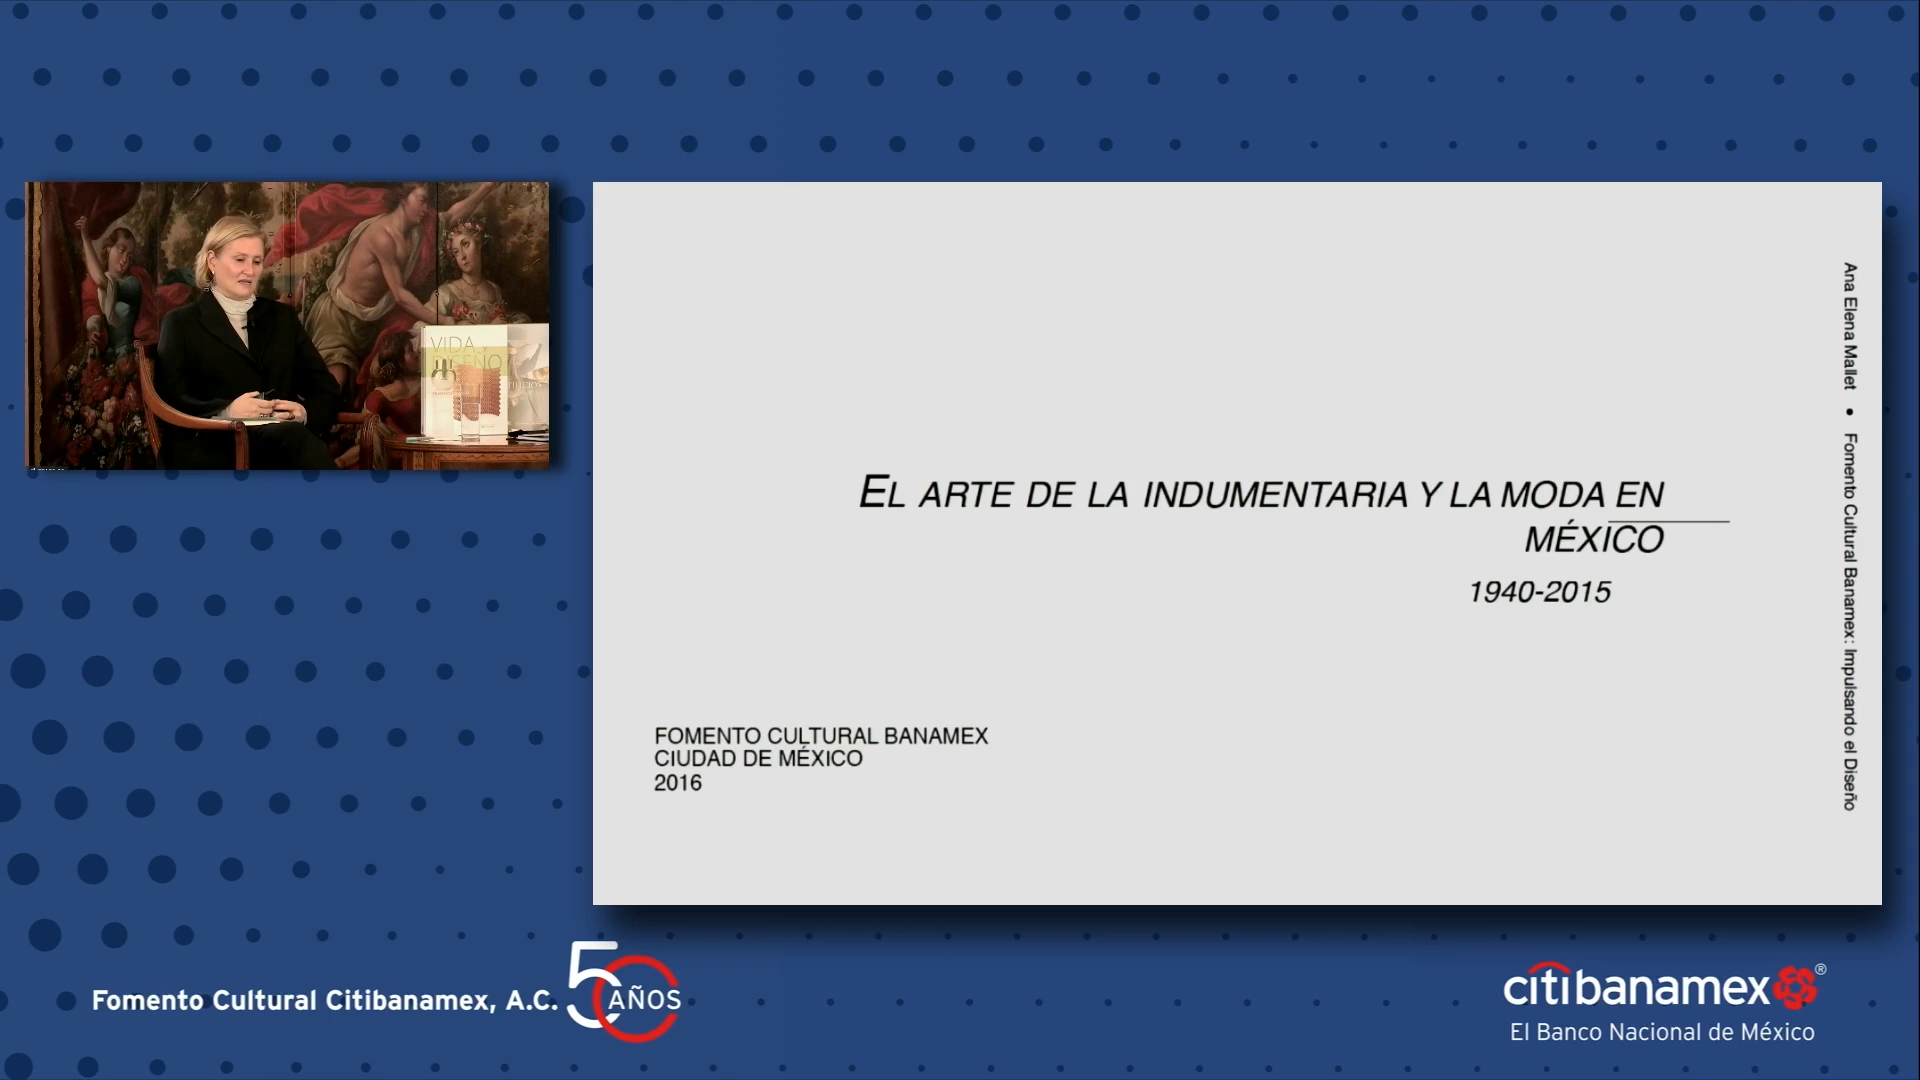 VIDA Y
DISEÑO
EL ARTE DE LA INDUMENTARIA Y LA MODA EN
MÉXICO
1940-2015
FOMENTO CULTURAL BANAMEX
CIUDAD DE MÉXICO
2016
Ana Elena Mallet • Fomento Cultural Banamex: Impulsando el Diseño
Fomento Cultural Citibanamex, A.C.
50 AÑOS
citibanamex®
El Banco Nacional de México